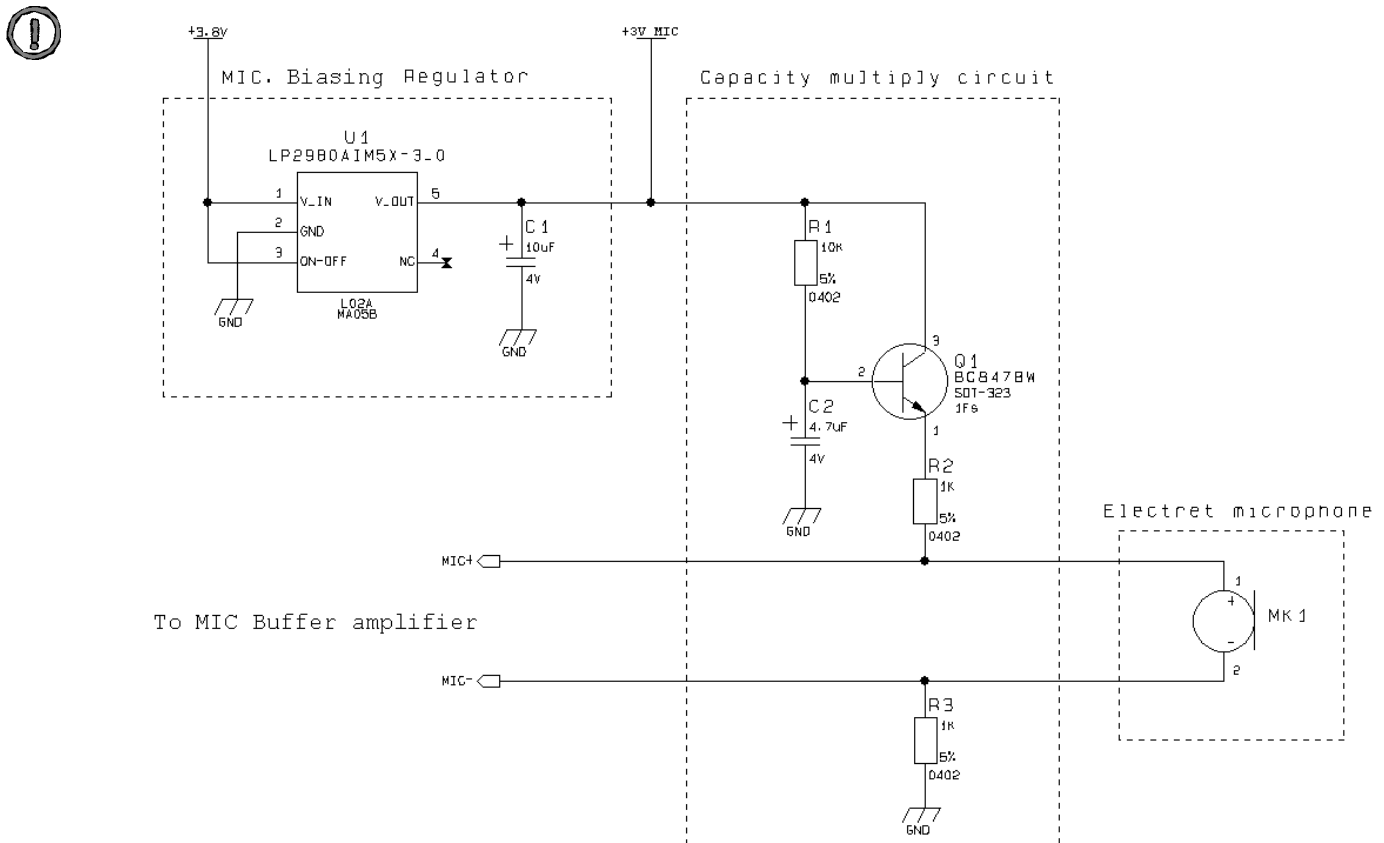 +3.8V
+3V MIC
MIC. Biasing Regulator
Capacity multiply circuit
U1
LP2980AIM5X-3_0
1
V_IN
V_OUT
5
2
GND
3
ON-OFF
NC
4
L02A
MA05B
GND
C1
+
10uF
4V
GND
R1
10K
5%
0402
3
2
Q1
BC847BW
SOT-323
1Fs
1
C2
+
4.7uF
4V
GND
R2
1K
5%
0402
Electret microphone
MIC+
1
+
MK1
-
2
To MIC Buffer amplifier
MIC-
R3
1K
5%
0402
GND